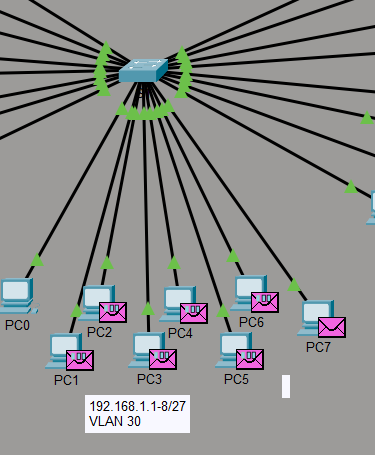 PC0
PC2
PC4
PC6
PC7
PC1
PC3
PC5
192.168.1.1-8/27
VLAN 30